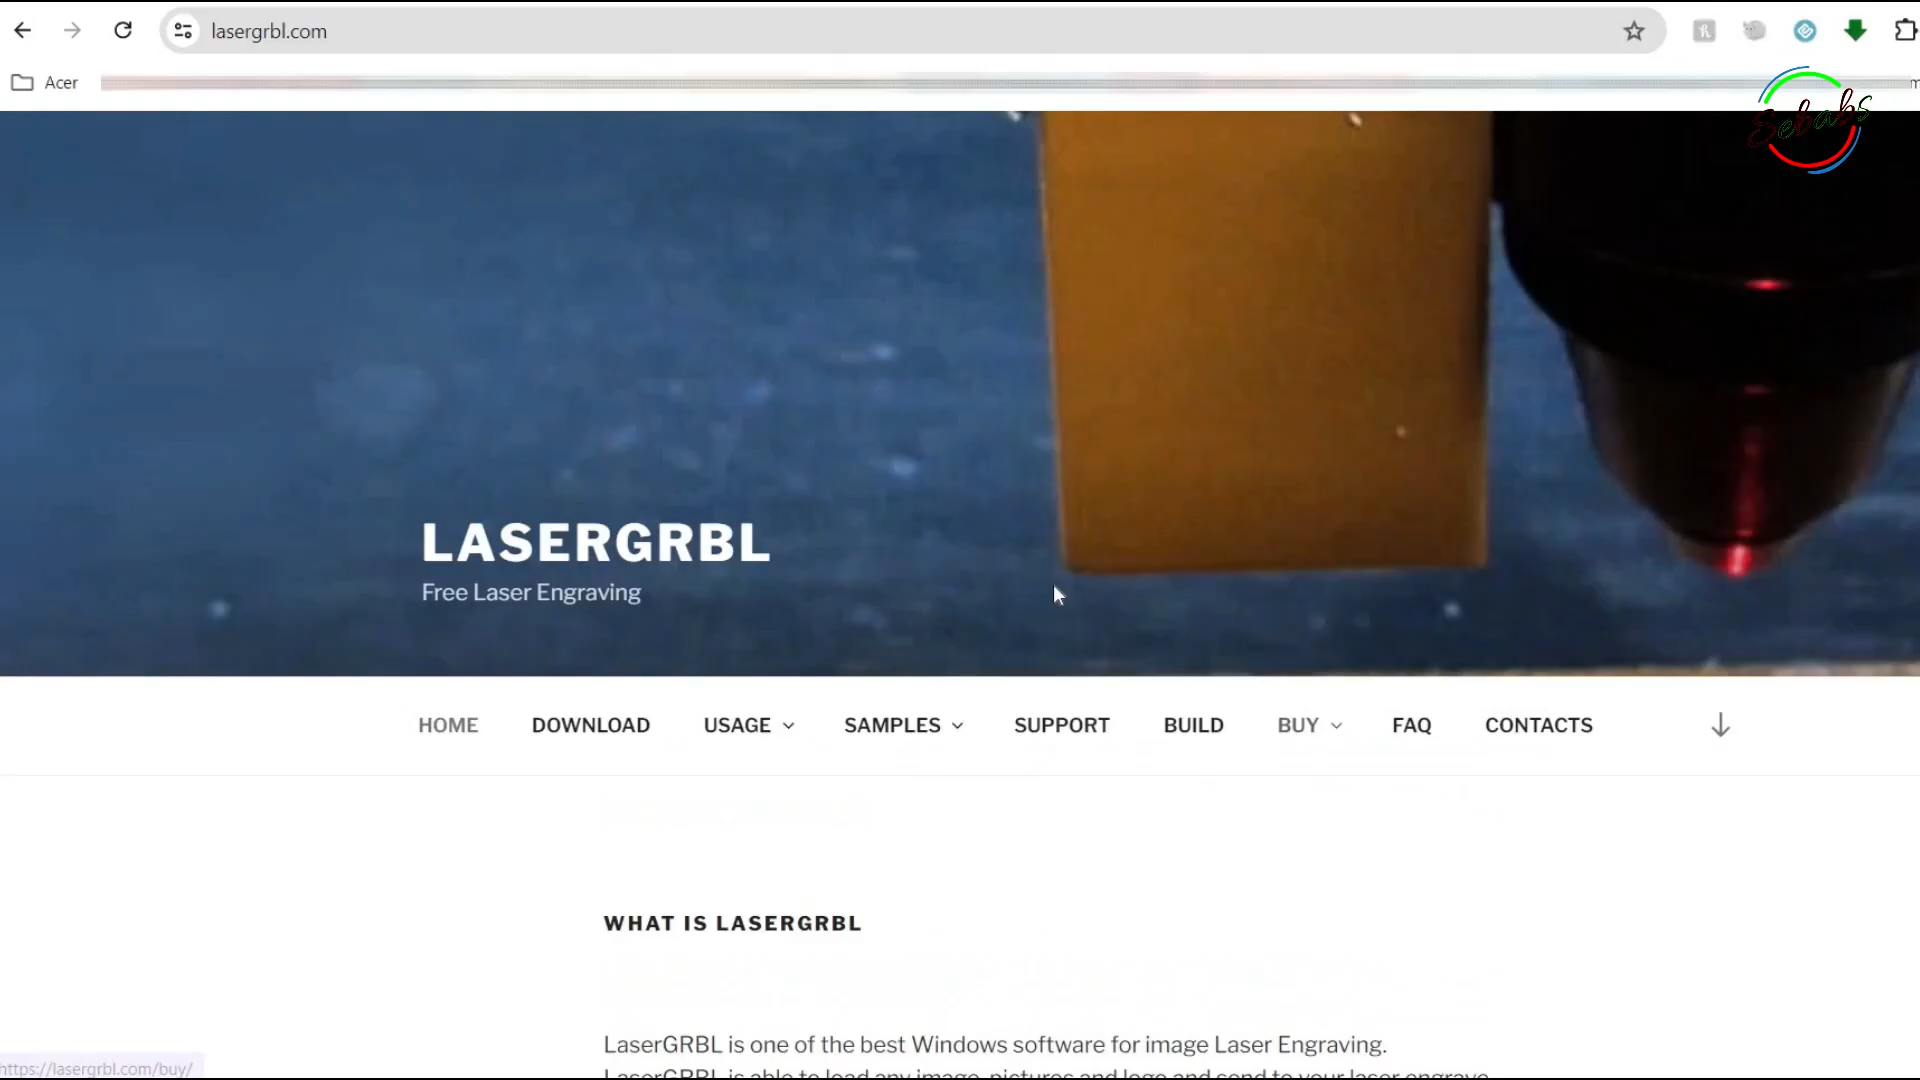 lasergrbl.com
Acer
Sebabs
LASERGRBL
Free Laser Engraving
HOME DOWNLOAD USAGE SAMPLES SUPPORT BUILD BUY FAQ CONTACTS
WHAT IS LASERGRBL
LaserGRBL is one of the best Windows software for image Laser Engraving.
LaserGRBL is able to load any image, pictures and logo and send to your laser engrave
https://lasergrbl.com/buy/